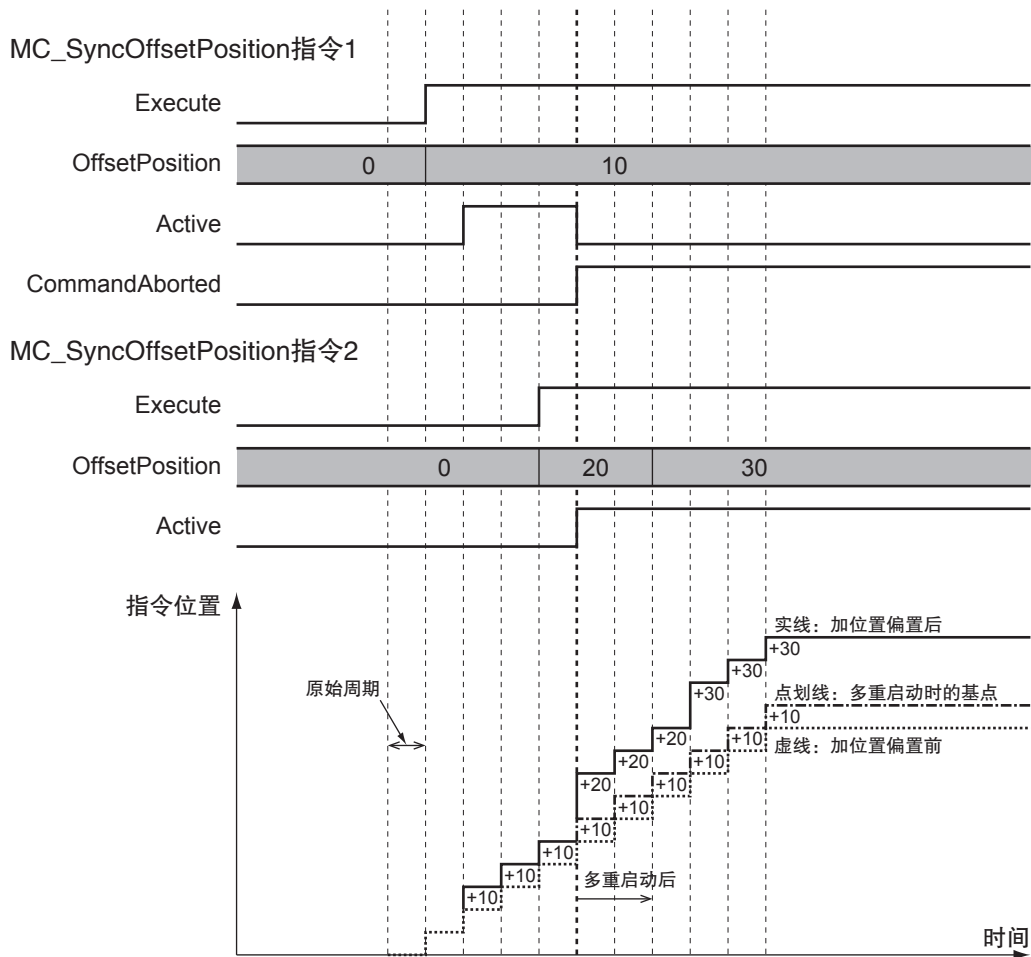 MC_SyncOffsetPosition指令1
Execute
OffsetPosition
0
10
Active
CommandAborted
MC_SyncOffsetPosition指令2
Execute
OffsetPosition
0
20
30
Active
指令位置
实线：加位置偏置后
+30
+30
+30
原始周期
点划线：多重启动时的基点
+10
+20
+10
虚线：加位置偏置前
+20
+10
+20
+10
+10
+10
+10
多重启动后
+10
+10
时间